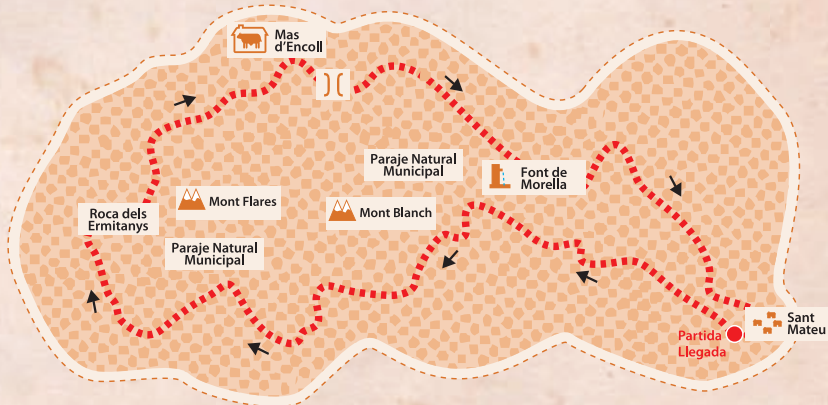 Mas
d'Encoll
Paraje Natural
Municipal
Font de
Morella
Mont Flares
Mont Blanch
Roca dels
Ermitanys
Paraje Natural
Municipal
Sant
Mateu
Partida
Llegada